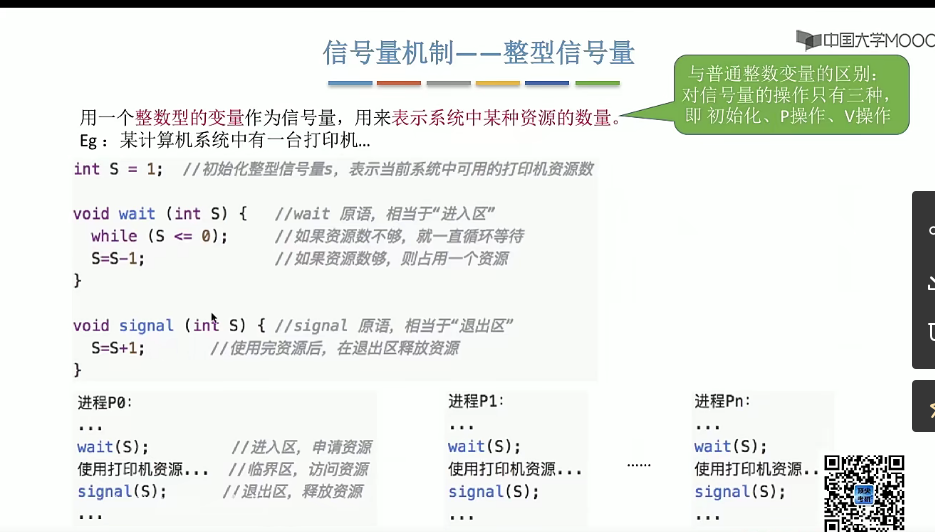 信号量机制——整型信号量
中国大学MOOC
与普通整数变量的区别：
对信号量的操作只有三种，
即 初始化、P操作、V操作
用一个整数型的变量作为信号量，用来表示系统中某种资源的数量。
Eg：某计算机系统中有一台打印机...
int S = 1; //初始化整型信号量s，表示当前系统中可用的打印机资源数
void wait (int S) { //wait 原语，相当于“进入区”
while (S <= 0); //如果资源数不够，就一直循环等待
S=S-1; //如果资源数够，则占用一个资源
}
void signal (int S) { //signal 原语，相当于“退出区”
S=S+1; //使用完资源后，在退出区释放资源
}
进程P0:
...
wait(S); //进入区，申请资源
使用打印机资源... //临界区，访问资源
signal(S); //退出区，释放资源
...
进程P1:
...
wait(S);
使用打印机资源...
signal(S);
...
......
进程Pn:
...
wait(S);
使用打印机资源...
signal(S);
...